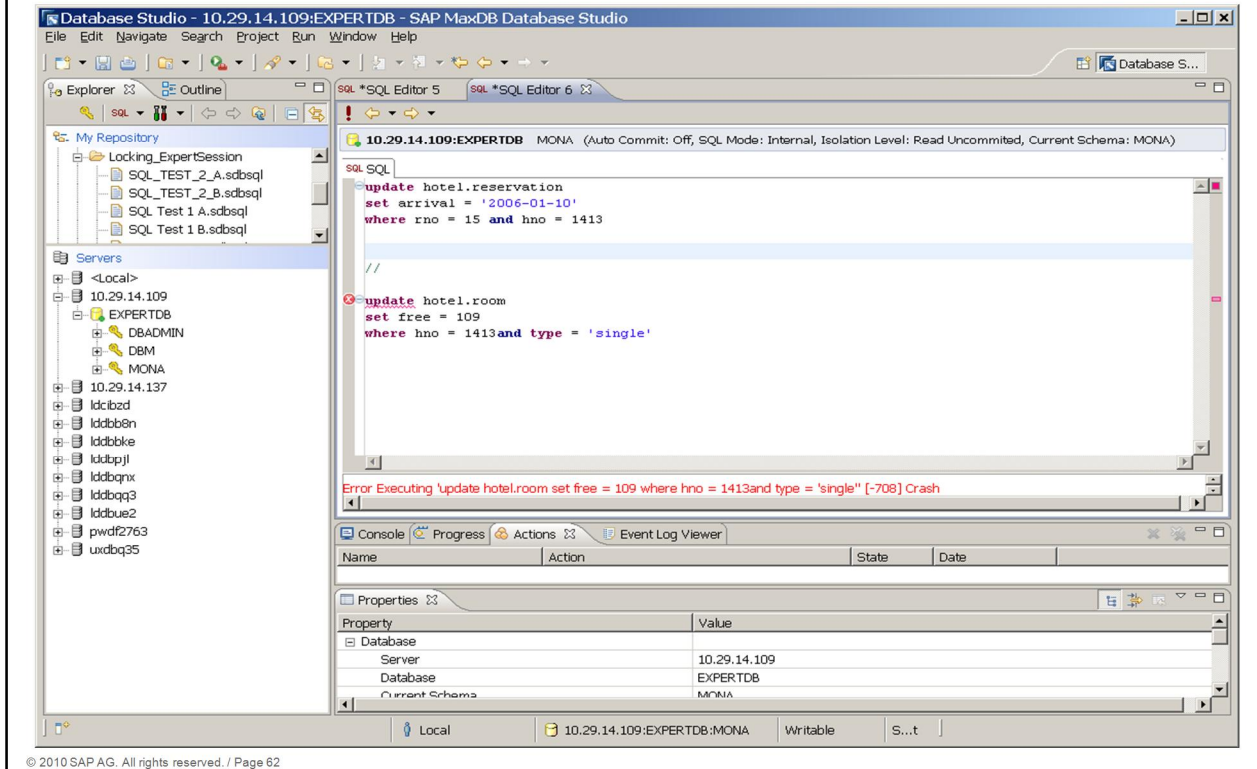 Database Studio - 10.29.14.109:EXPERTDB - SAP MaxDB Database Studio
File Edit Navigate Search Project Run Window Help
Database S...
Explorer Outline
SQL
My Repository
Locking_ExpertSession
SQL_TEST_2_A.sdbsql
SQL_TEST_2_B.sdbsql
SQL Test 1 A.sdbsql
SQL Test 1 B.sdbsql
Servers
<Local>
10.29.14.109
EXPERTDB
DBADMIN
DBM
MONA
10.29.14.137
ldcibzd
lddbb8n
lddbbke
lddbpjl
lddbqnx
lddbqq3
lddbue2
pwdf2763
uxdbq35
SQL *SQL Editor 5 SQL *SQL Editor 6
10.29.14.109:EXPERTDB MONA (Auto Commit: Off, SQL Mode: Internal, Isolation Level: Read Uncommited, Current Schema: MONA)
SQL SQL
update hotel.reservation
set arrival = '2006-01-10'
where rno = 15 and hno = 1413
//
update hotel.room
set free = 109
where hno = 1413and type = 'single'
Error Executing 'update hotel.room set free = 109 where hno = 1413and type = 'single'' [-708] Crash
Console Progress Actions Event Log Viewer
Name Action State Date
Properties
Property Value
Database
Server 10.29.14.109
Database EXPERTDB
Current Schema MONA
Local 10.29.14.109:EXPERTDB:MONA Writable S...t
© 2010 SAP AG. All rights reserved. / Page 62